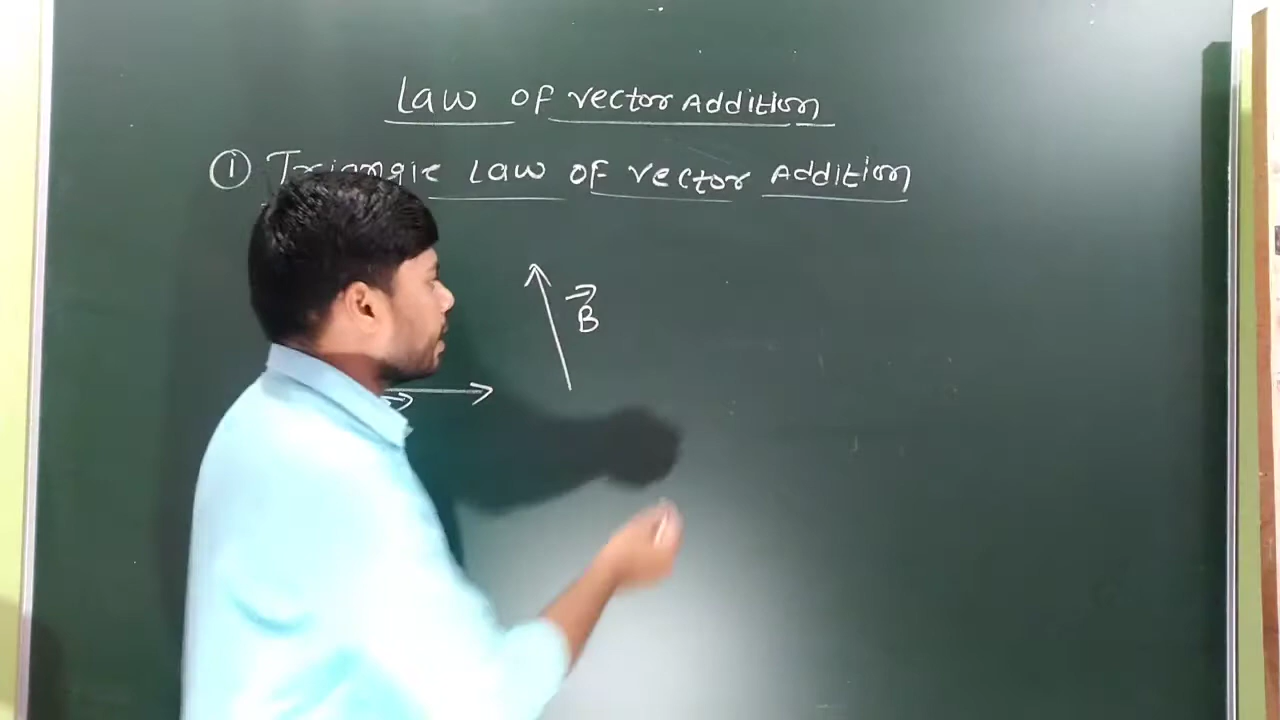 Law of vector Addition
① Triangle Law of vector Addition
B